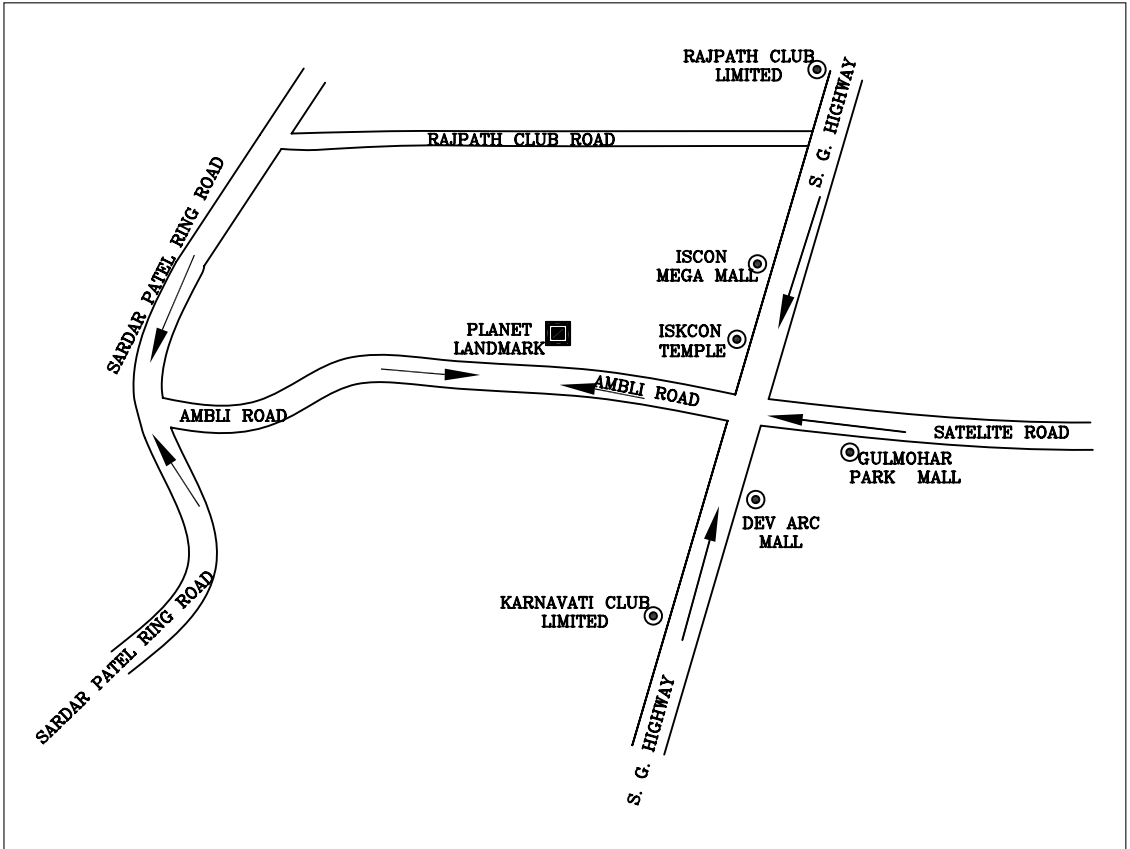 RAJPATH CLUB
LIMITED
S. G. HIGHWAY
RAJPATH CLUB ROAD
SARDAR PATEL RING ROAD
ISCON
MEGA MALL
PLANET
LANDMARK
ISKCON
TEMPLE
AMBLI ROAD
AMBLI ROAD
SATELITE ROAD
GULMOHAR
PARK MALL
DEV ARC
MALL
KARNAVATI CLUB
LIMITED
SARDAR PATEL RING ROAD
S. G. HIGHWAY